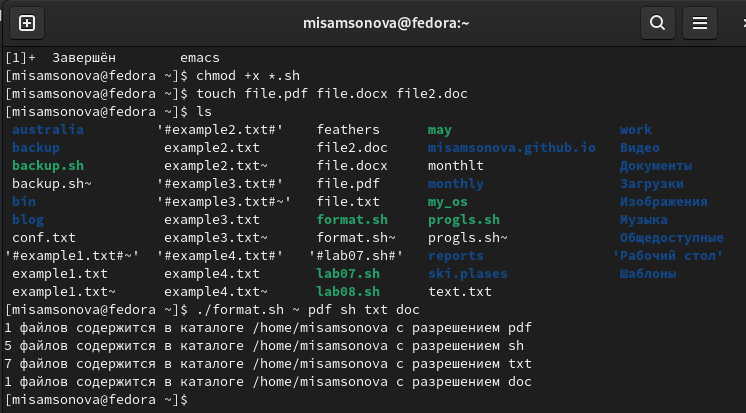 misamsonova@fedora:~
[1]+  Завершён        emacs
[misamsonova@fedora ~]$ chmod +x *.sh
[misamsonova@fedora ~]$ touch file.pdf file.docx file2.doc
[misamsonova@fedora ~]$ ls
australia '#example2.txt#' feathers may work
backup example2.txt file2.doc misamsonova.github.io Видео
backup.sh example2.txt~ file.docx monthlt Документы
backup.sh~ '#example3.txt#' file.pdf monthly Загрузки
bin '#example3.txt#~' file.txt my_os Изображения
blog example3.txt format.sh progls.sh Музыка
conf.txt example3.txt~ format.sh~ progls.sh~ Общедоступные
'#example1.txt#~' '#example4.txt#' '#lab07.sh#' reports 'Рабочий стол'
example1.txt example4.txt lab07.sh ski.plases Шаблоны
example1.txt~ example4.txt~ lab08.sh text.txt
[misamsonova@fedora ~]$ ./format.sh ~ pdf sh txt doc
1 файлов содержится в каталоге /home/misamsonova с разрешением pdf
5 файлов содержится в каталоге /home/misamsonova с разрешением sh
7 файлов содержится в каталоге /home/misamsonova с разрешением txt
1 файлов содержится в каталоге /home/misamsonova с разрешением doc
[misamsonova@fedora ~]$